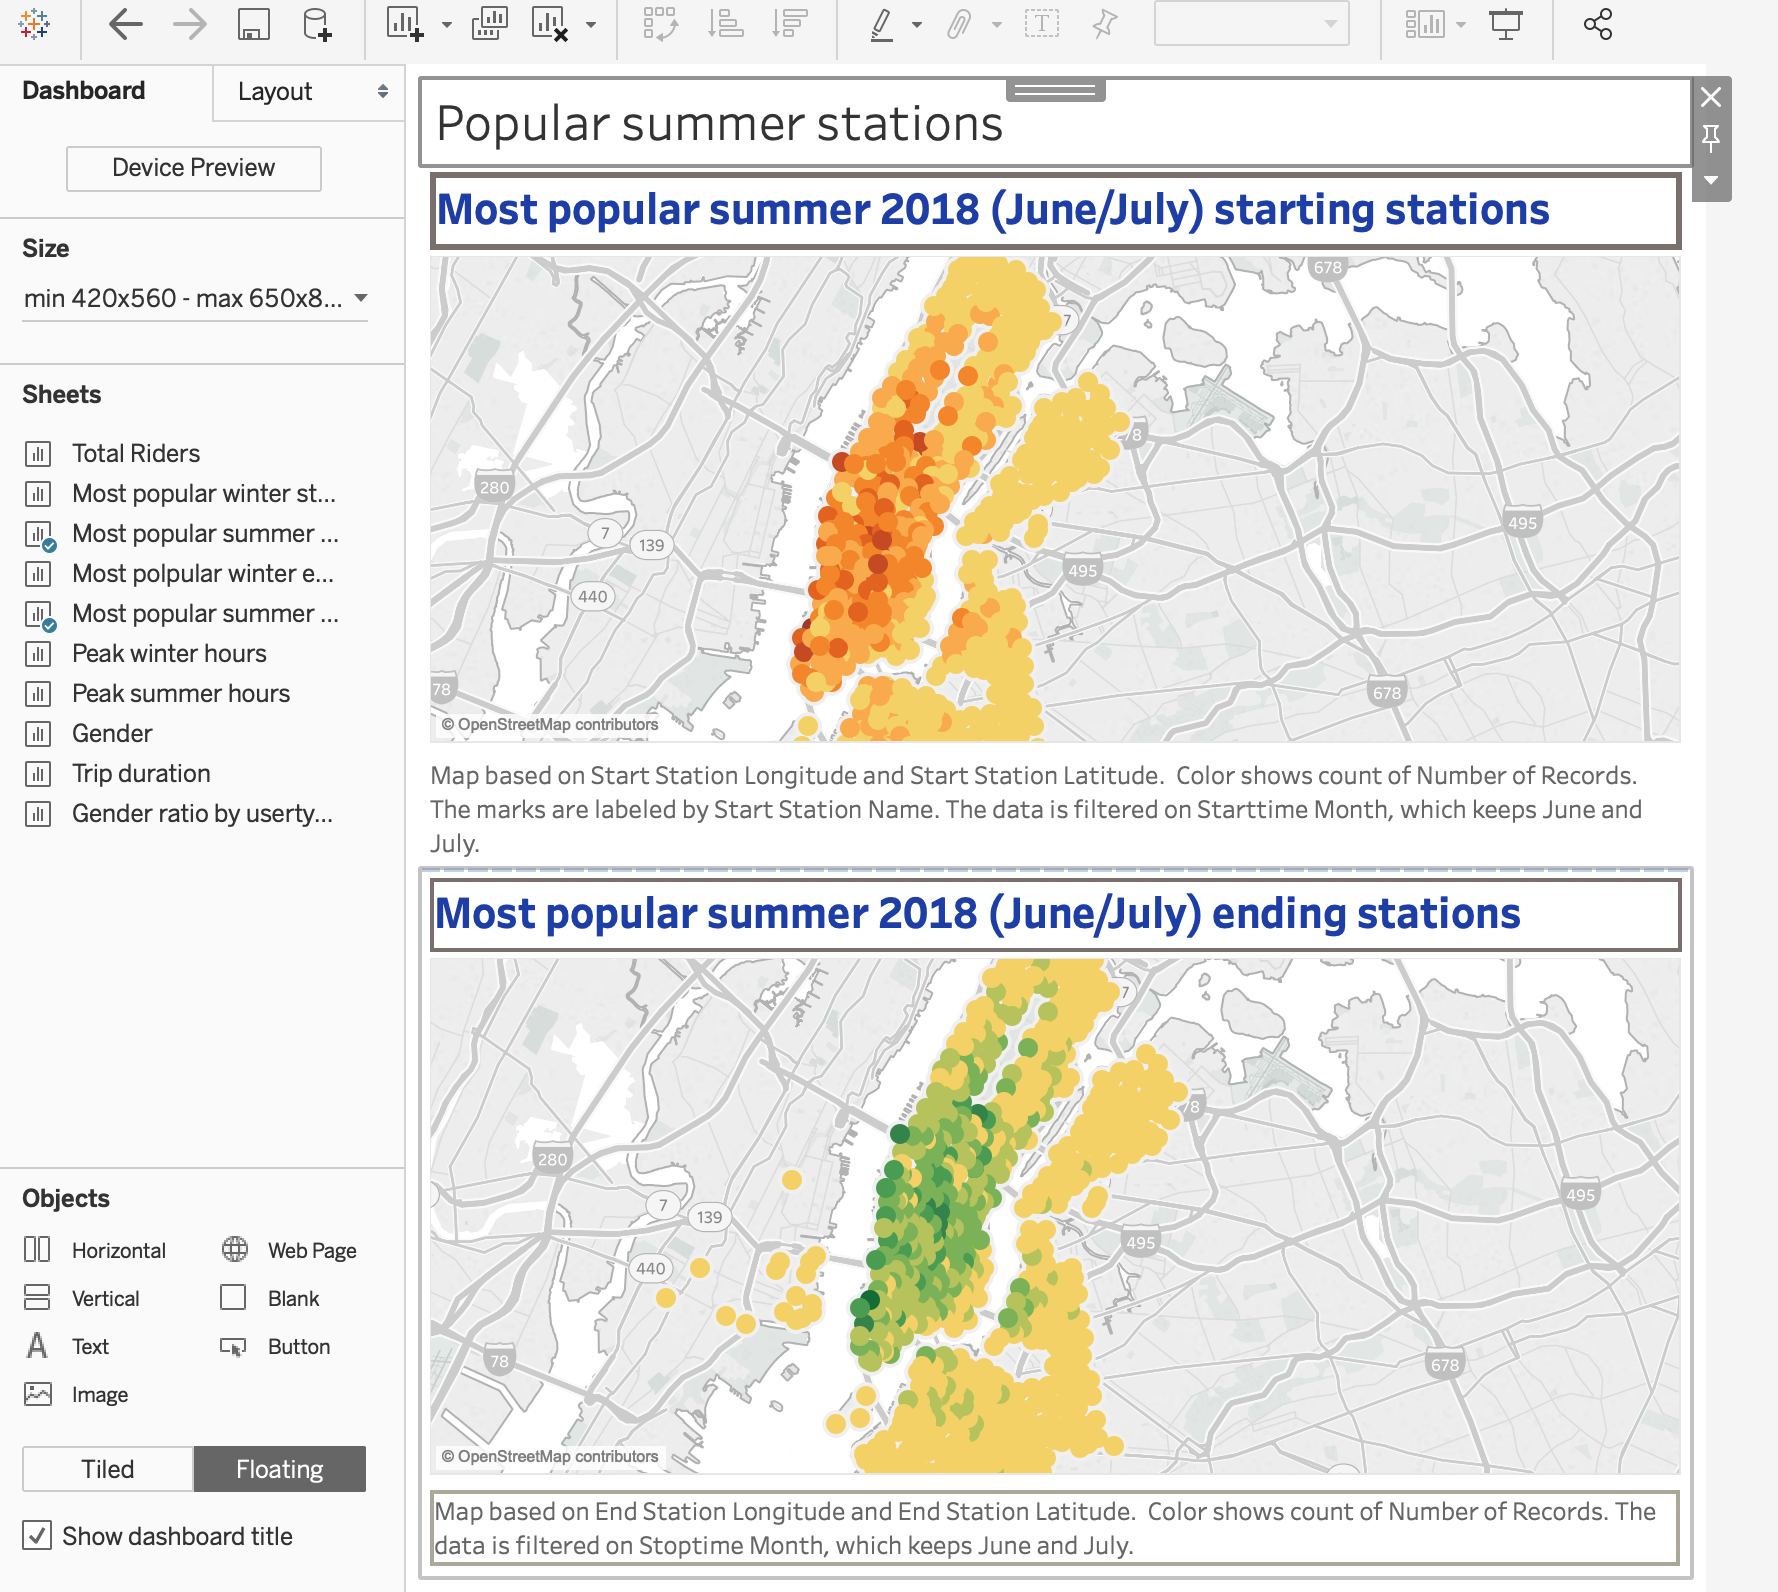 Dashboard
Layout
Device Preview
Size
min 420x560 - max 650x8...
Sheets
Total Riders
Most popular winter st...
Most popular summer ...
Most polpular winter e...
Most popular summer ...
Peak winter hours
Peak summer hours
Gender
Trip duration
Gender ratio by userty...
Objects
Horizontal
Web Page
Vertical
Blank
A Text
Button
Image
Tiled
Floating
Show dashboard title
T
Popular summer stations
Most popular summer 2018 (June/July) starting stations
678
7
78
280
495
7
139
495
440
78
678
© OpenStreetMap contributors
Map based on Start Station Longitude and Start Station Latitude.  Color shows count of Number of Records.
The marks are labeled by Start Station Name. The data is filtered on Starttime Month, which keeps June and
July.
Most popular summer 2018 (June/July) ending stations
7
78
280
495
7
139
495
440
78
678
© OpenStreetMap contributors
Map based on End Station Longitude and End Station Latitude.  Color shows count of Number of Records. The
data is filtered on Stoptime Month, which keeps June and July.